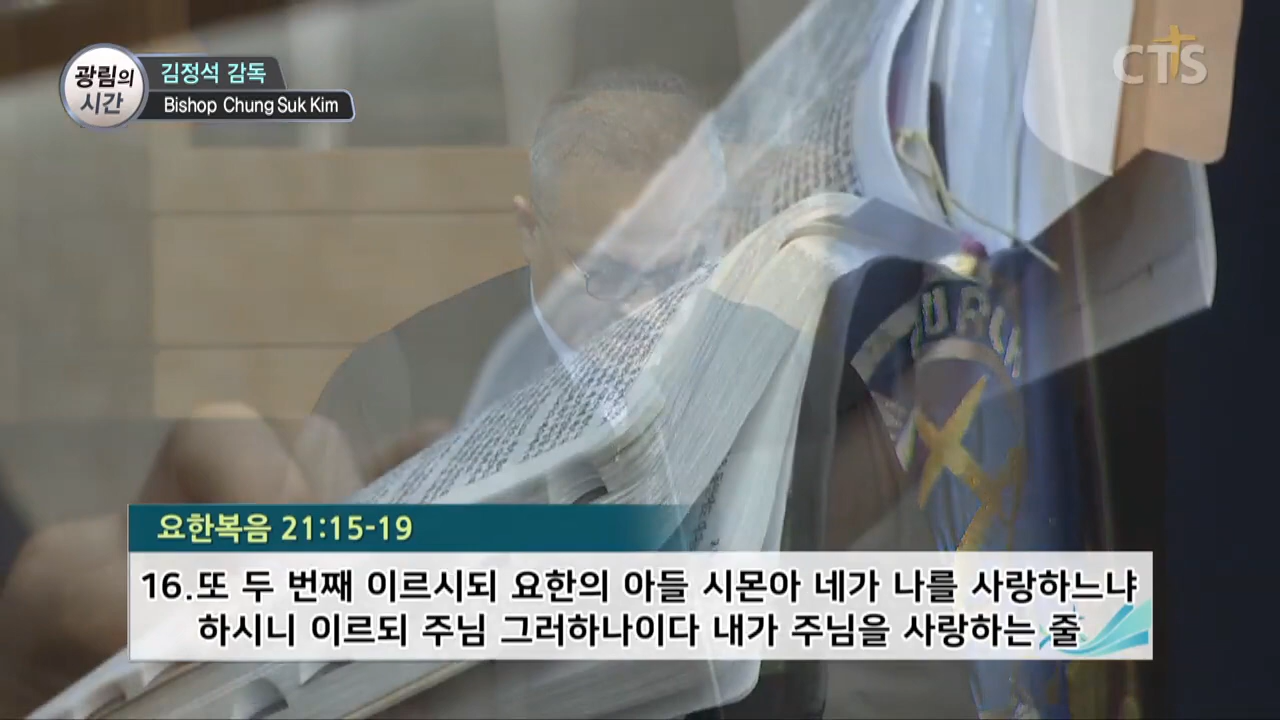 광림의
시간
김정석 감독
Bishop Chung Suk Kim
CTS
요한복음 21:15-19
16.또 두 번째 이르시되 요한의 아들 시몬아 네가 나를 사랑하느냐
하시니 이르되 주님 그러하나이다 내가 주님을 사랑하는 줄